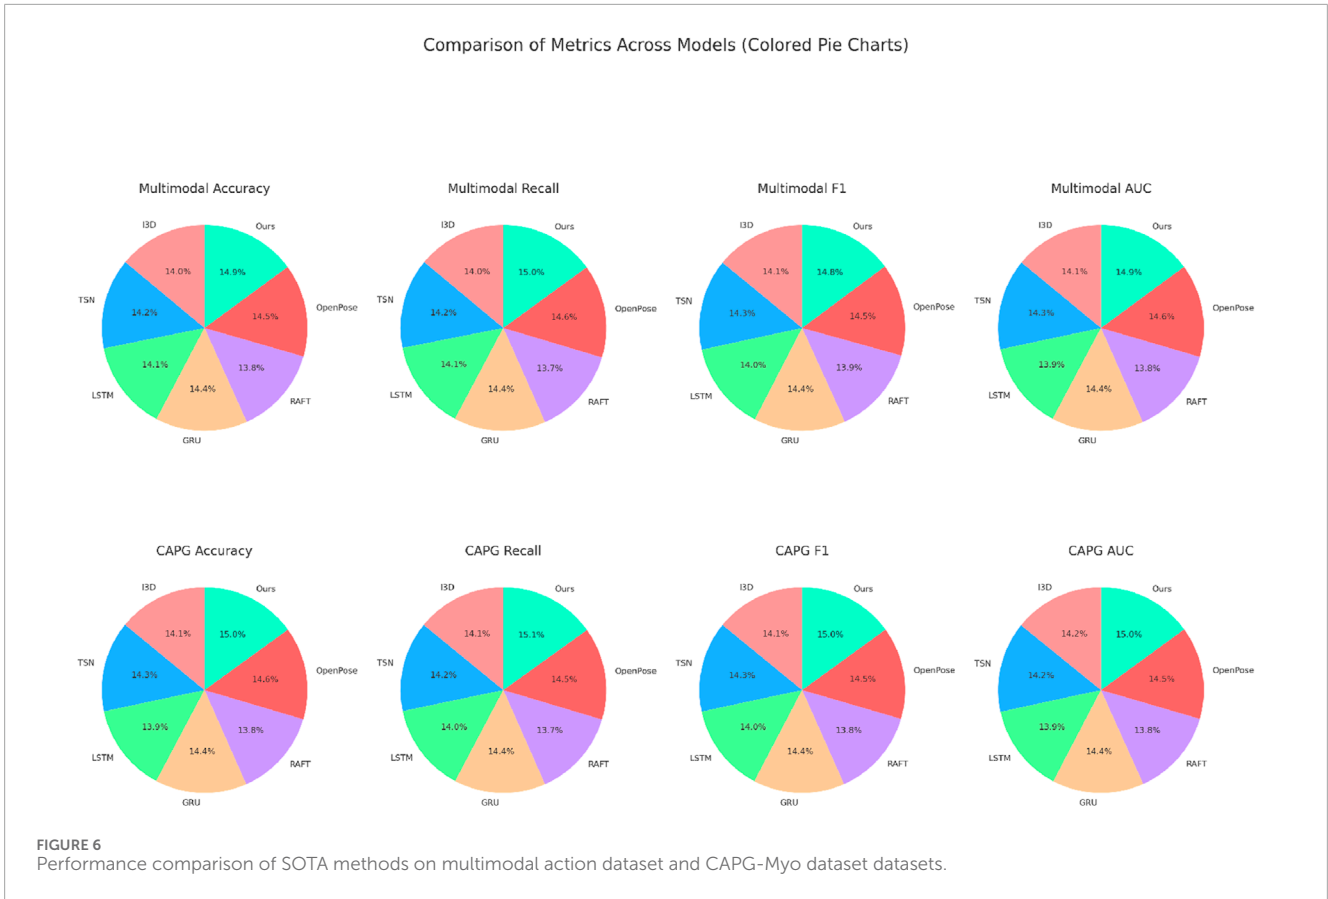 Comparison of Metrics Across Models (Colored Pie Charts)
Multimodal Accuracy
I3D
Ours
14.0%
14.9%
TSN
OpenPose
14.2%
14.5%
14.1%
13.8%
LSTM
14.4%
RAFT
GRU
Multimodal Recall
I3D
Ours
14.0%
15.0%
TSN
OpenPose
14.2%
14.6%
14.1%
13.7%
LSTM
14.4%
RAFT
GRU
Multimodal F1
I3D
Ours
14.1%
14.8%
TSN
OpenPose
14.3%
14.5%
14.0%
13.9%
LSTM
14.4%
RAFT
GRU
Multimodal AUC
I3D
Ours
14.1%
14.9%
TSN
OpenPose
14.3%
14.6%
13.9%
13.8%
LSTM
14.4%
RAFT
GRU
CAPG Accuracy
I3D
Ours
14.1%
15.0%
TSN
OpenPose
14.3%
14.6%
13.9%
13.8%
LSTM
14.4%
RAFT
GRU
CAPG Recall
I3D
Ours
14.1%
15.1%
TSN
OpenPose
14.2%
14.5%
14.0%
13.7%
LSTM
14.4%
RAFT
GRU
CAPG F1
I3D
Ours
14.1%
15.0%
TSN
OpenPose
14.3%
14.5%
14.0%
13.8%
LSTM
14.4%
RAFT
GRU
CAPG AUC
I3D
Ours
14.2%
15.0%
TSN
OpenPose
14.2%
14.5%
13.9%
13.8%
LSTM
14.4%
RAFT
GRU
FIGURE 6
Performance comparison of SOTA methods on multimodal action dataset and CAPG-Myo dataset datasets.